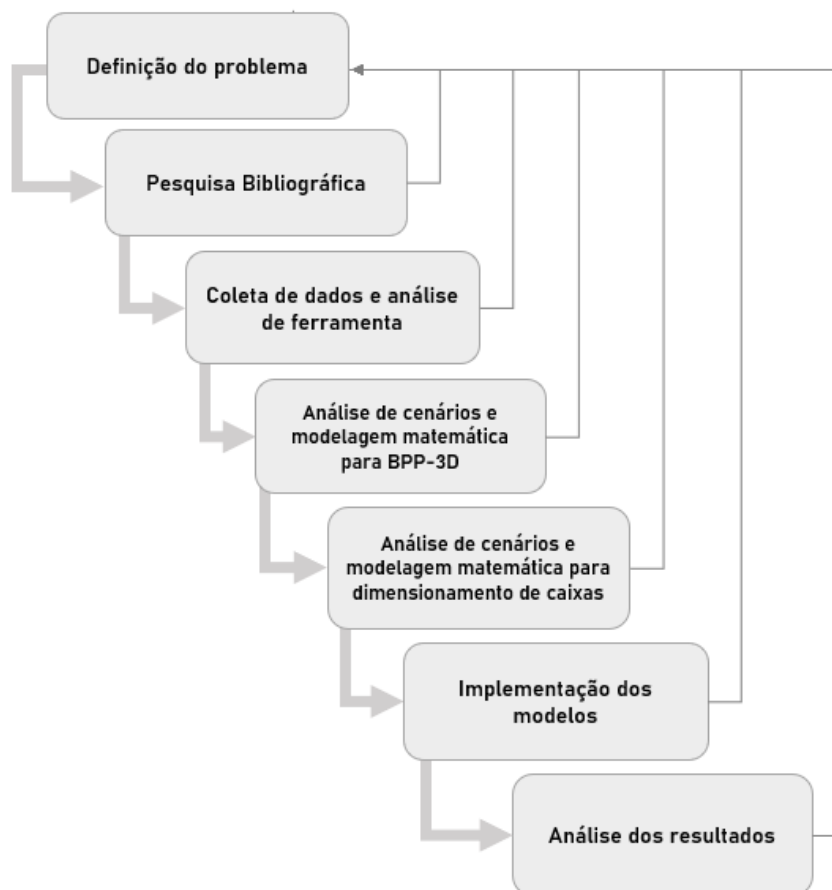 Definição do problema
Pesquisa Bibliográfica
Coleta de dados e análise
de ferramenta
Análise de cenários e
modelagem matemática
para BPP-3D
Análise de cenários e
modelagem matemática para
dimensionamento de caixas
Implementação dos
modelos
Análise dos resultados